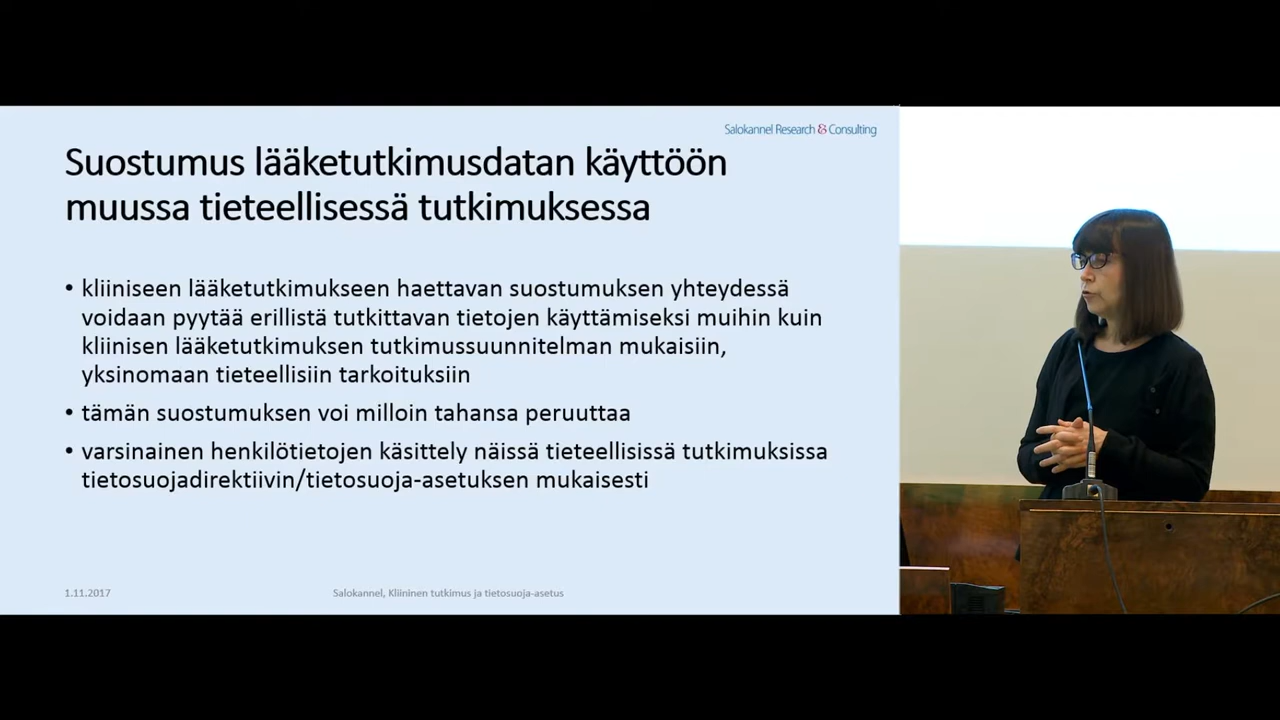 Salokannel Research & Consulting
Suostumus lääketutkimusdatan käyttöön
muussa tieteellisessä tutkimuksessa
• kliiniseen lääketutkimukseen haettavan suostumuksen yhteydessä
voidaan pyytää erillistä tutkittavan tietojen käyttämiseksi muihin kuin
kliinisen lääketutkimuksen tutkimussuunnitelman mukaisiin,
yksinomaan tieteellisiin tarkoituksiin
• tämän suostumuksen voi milloin tahansa peruuttaa
• varsinainen henkilötietojen käsittely näissä tieteellisissä tutkimuksissa
tietosuojadirektiivin/tietosuoja-asetuksen mukaisesti
1.11.2017
Salokannel, Kliininen tutkimus ja tietosuoja-asetus